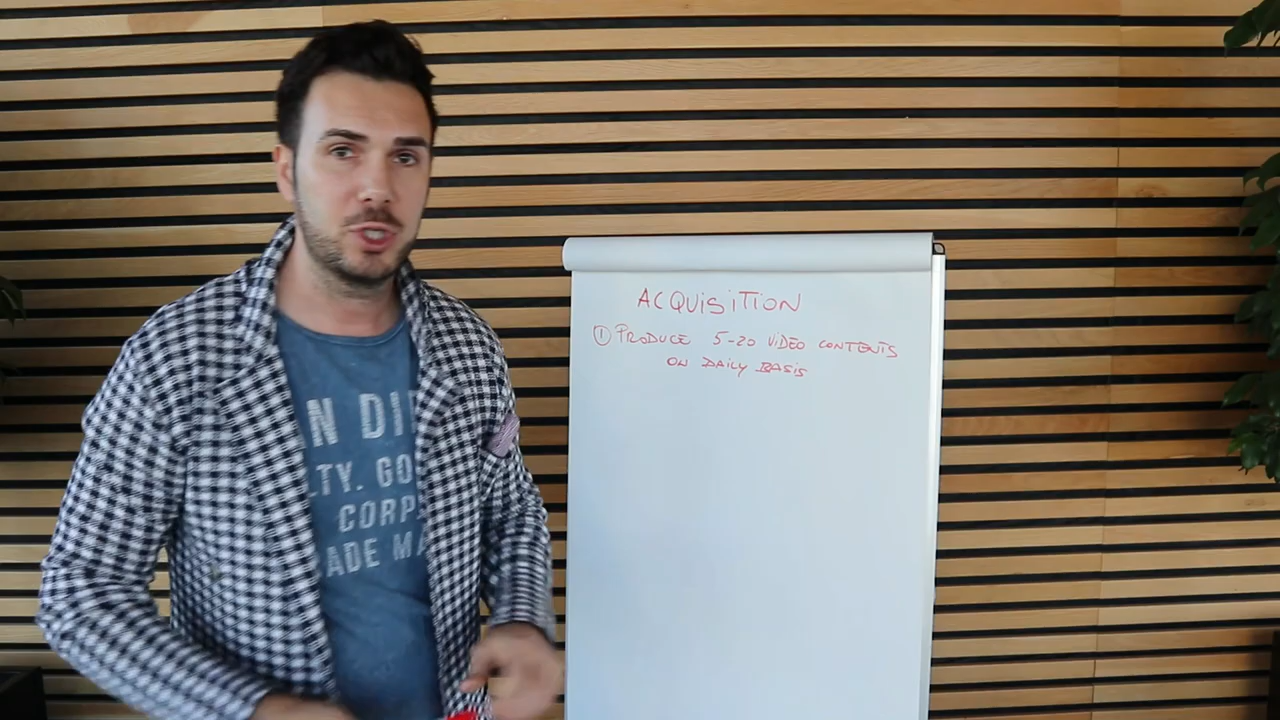 ACQUISITION
① PRODUCE 5-20 VIDEO CONTENTS
ON DAILY BASIS
N DI
LTY. GO
CORP
ADE MA